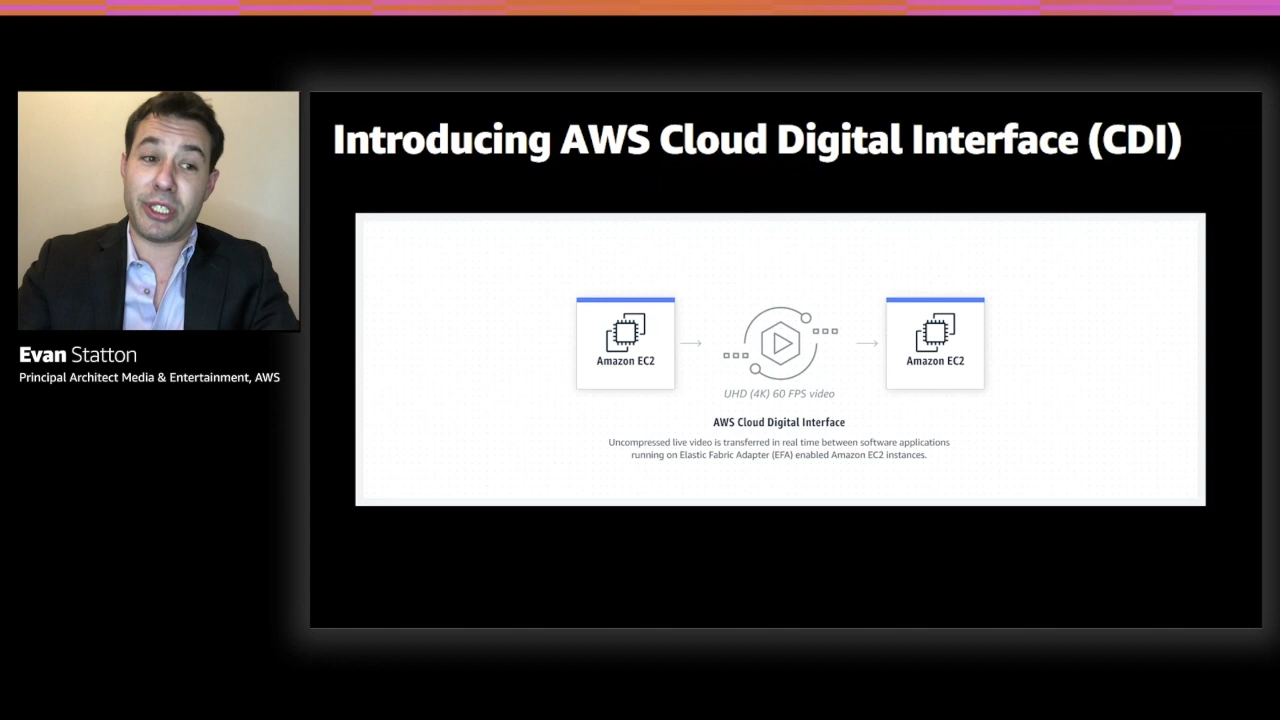 Introducing AWS Cloud Digital Interface (CDI)
Evan Statton
Principal Architect Media & Entertainment, AWS
Amazon EC2
Amazon EC2
UHD (4K) 60 FPS video
AWS Cloud Digital Interface
Uncompressed live video is transferred in real time between software applications
running on Elastic Fabric Adapter (EFA) enabled Amazon EC2 instances.